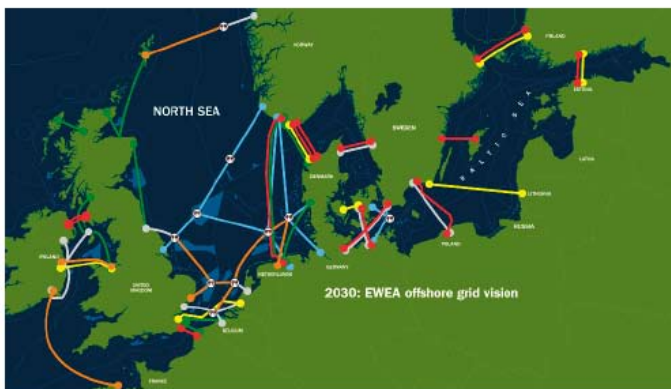 NORWAY
FINLAND
NORTH SEA
ESTONIA
SWEDEN
BALTIC SEA
LATVIA
DENMARK
LITHUANIA
RUSSIA
IRELAND
UNITED
KINGDOM
NETHERLANDS
GERMANY
POLAND
2030: EWEA offshore grid vision
BELGIUM
FRANCE